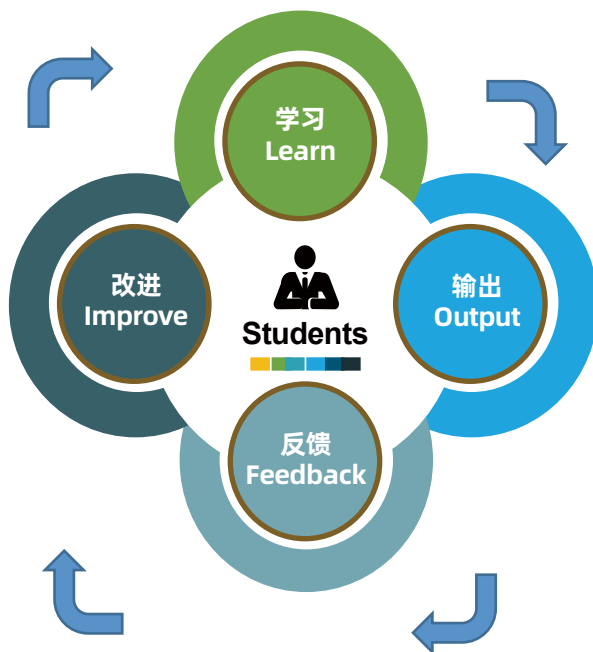 学习
Learn
改进
Improve
输出
Output
Students
反馈
Feedback